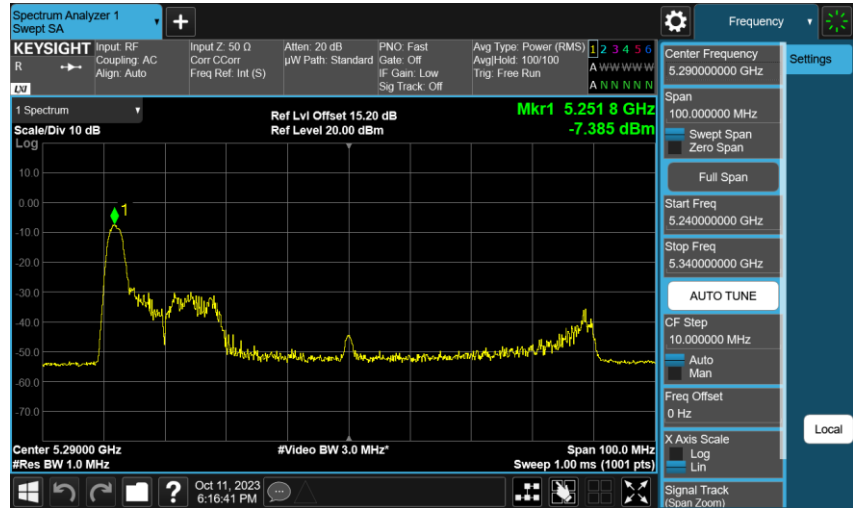 Spectrum Analyzer 1
Swept SA
+
Frequency
KEYSIGHT
R
LXI
Input: RF
Coupling: AC
Align: Auto
Input Z: 50 Ω
Corr CCorr
Freq Ref: Int (S)
Atten: 20 dB
µW Path: Standard
PNO: Fast
Gate: Off
IF Gain: Low
Sig Track: Off
Avg Type: Power (RMS)
Avg|Hold: 100/100
Trig: Free Run
1 2 3 4 5 6
A W W W W W
A N N N N N
1 Spectrum
Scale/Div 10 dB
Log
Ref Lvl Offset 15.20 dB
Ref Level 20.00 dBm
Mkr1 5.251 8 GHz
-7.385 dBm
10.0
0.00
-10.0
-20.0
-30.0
-40.0
-50.0
-60.0
-70.0
1
Center 5.29000 GHz
#Res BW 1.0 MHz
#Video BW 3.0 MHz*
Span 100.0 MHz
Sweep 1.00 ms (1001 pts)
?
Oct 11, 2023
6:16:41 PM
Center Frequency
5.290000000 GHz
Span
100.000000 MHz
Swept Span
Zero Span
Full Span
Start Freq
5.240000000 GHz
Stop Freq
5.340000000 GHz
AUTO TUNE
CF Step
10.000000 MHz
Auto
Man
Freq Offset
0 Hz
X Axis Scale
Log
Lin
Signal Track
(Span Zoom)
Settings
Local